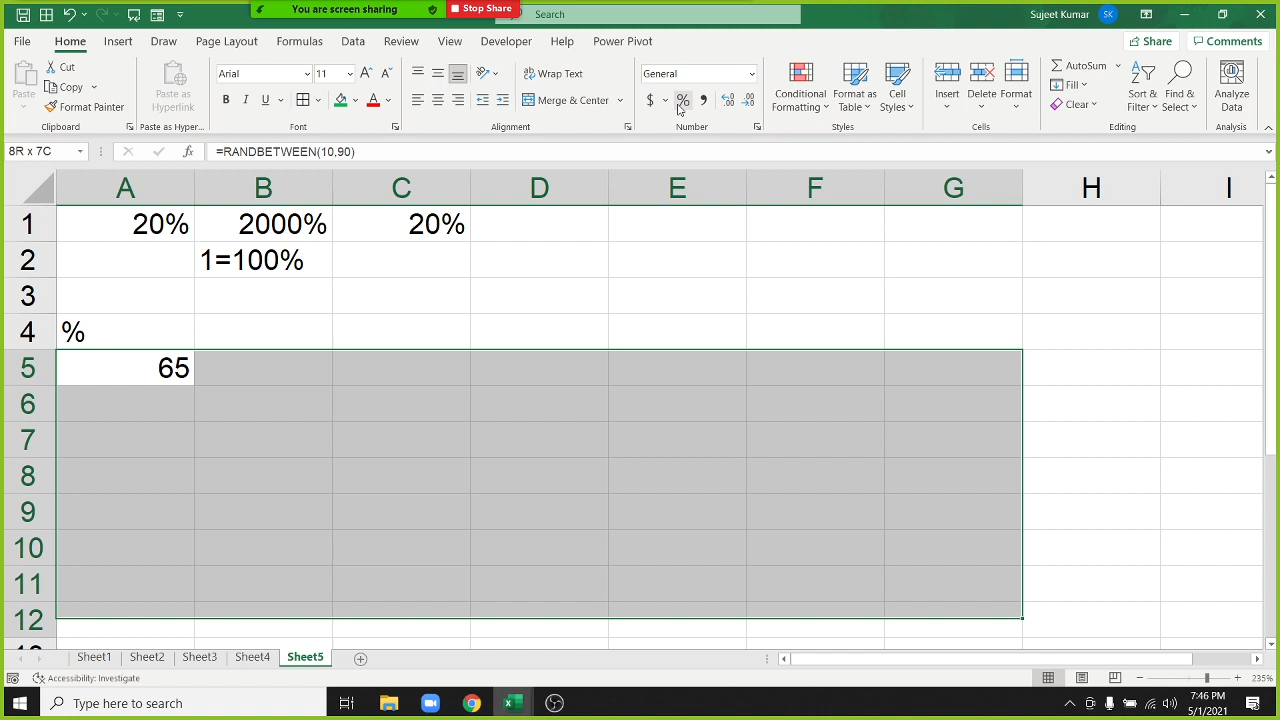 You are screen sharing
Stop Share
Search
Sujeet Kumar
SK
File
Home
Insert
Draw
Page Layout
Formulas
Data
Review
View
Developer
Help
Power Pivot
Share
Comments
Paste
Cut
Copy
Format Painter
Clipboard
Paste as Hyperlink
Paste as Hyper...
Arial
11
B
I
U
Font
Wrap Text
Merge & Center
Alignment
General
$
%
Number
Conditional Formatting
Format as Table
Cell Styles
Styles
Insert
Delete
Format
Cells
AutoSum
Fill
Clear
Sort & Filter
Find & Select
Editing
Analyze Data
Analysis
8R x 7C
fx
=RANDBETWEEN(10,90)
A B C D E F G H I
1 20% 2000% 20%
2 1=100%
3
4 %
5 65
6
7
8
9
10
11
12
Sheet1
Sheet2
Sheet3
Sheet4
Sheet5
Accessibility: Investigate
235%
Type here to search
7:46 PM
5/1/2021